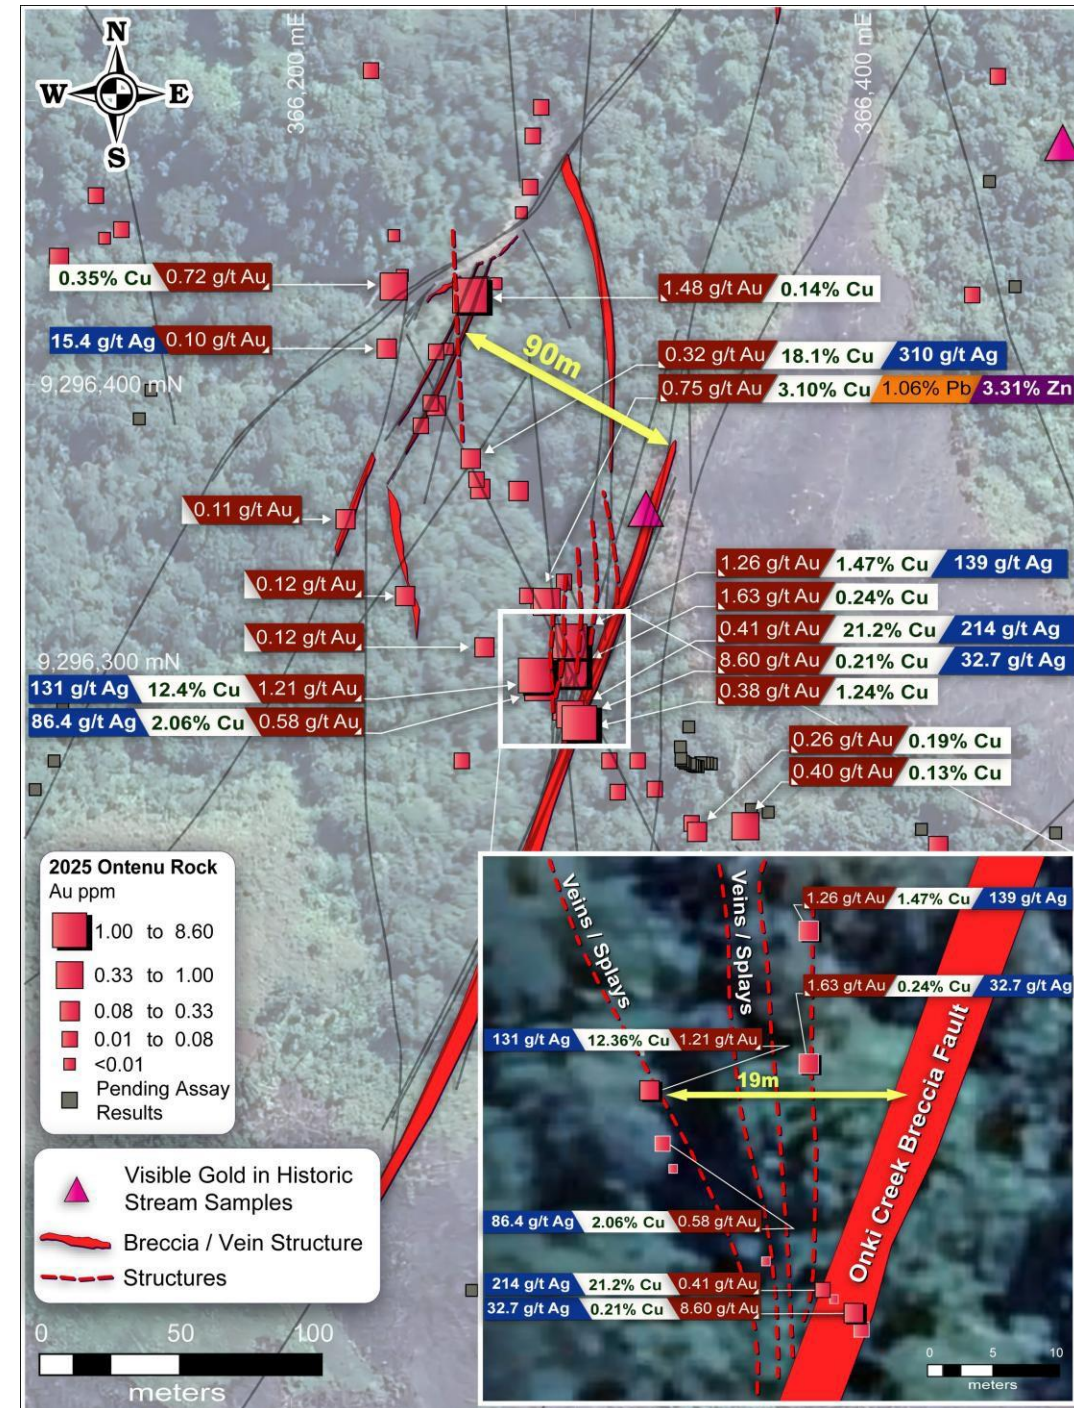 N
W E
S
366,200 mE
366,400 mE
0.35% Cu 0.72 g/t Au
1.48 g/t Au 0.14% Cu
15.4 g/t Ag 0.10 g/t Au
90m
0.32 g/t Au 18.1% Cu 310 g/t Ag
9,296,400 mN
0.75 g/t Au 3.10% Cu 1.06% Pb 3.31% Zn
0.11 g/t Au
1.26 g/t Au 1.47% Cu 139 g/t Ag
0.12 g/t Au
1.63 g/t Au 0.24% Cu
0.41 g/t Au 21.2% Cu 214 g/t Ag
0.12 g/t Au
9,296,300 mN
8.60 g/t Au 0.21% Cu 32.7 g/t Ag
131 g/t Ag 12.4% Cu 1.21 g/t Au
0.38 g/t Au 1.24% Cu
86.4 g/t Ag 2.06% Cu 0.58 g/t Au
0.26 g/t Au 0.19% Cu
0.40 g/t Au 0.13% Cu
2025 Ontenu Rock
Au ppm
1.00 to 8.60
0.33 to 1.00
0.08 to 0.33
0.01 to 0.08
<0.01
Pending Assay
Results
Visible Gold in Historic
Stream Samples
Breccia / Vein Structure
Structures
0 50 100
meters
Veins / Splays
Veins / Splays
1.26 g/t Au 1.47% Cu 139 g/t Ag
1.63 g/t Au 0.24% Cu 32.7 g/t Ag
131 g/t Ag 12.36% Cu 1.21 g/t Au
19m
Onki Creek Breccia Fault
86.4 g/t Ag 2.06% Cu 0.58 g/t Au
214 g/t Ag 21.2% Cu 0.41 g/t Au
32.7 g/t Ag 0.21% Cu 8.60 g/t Au
0 5 10
meters